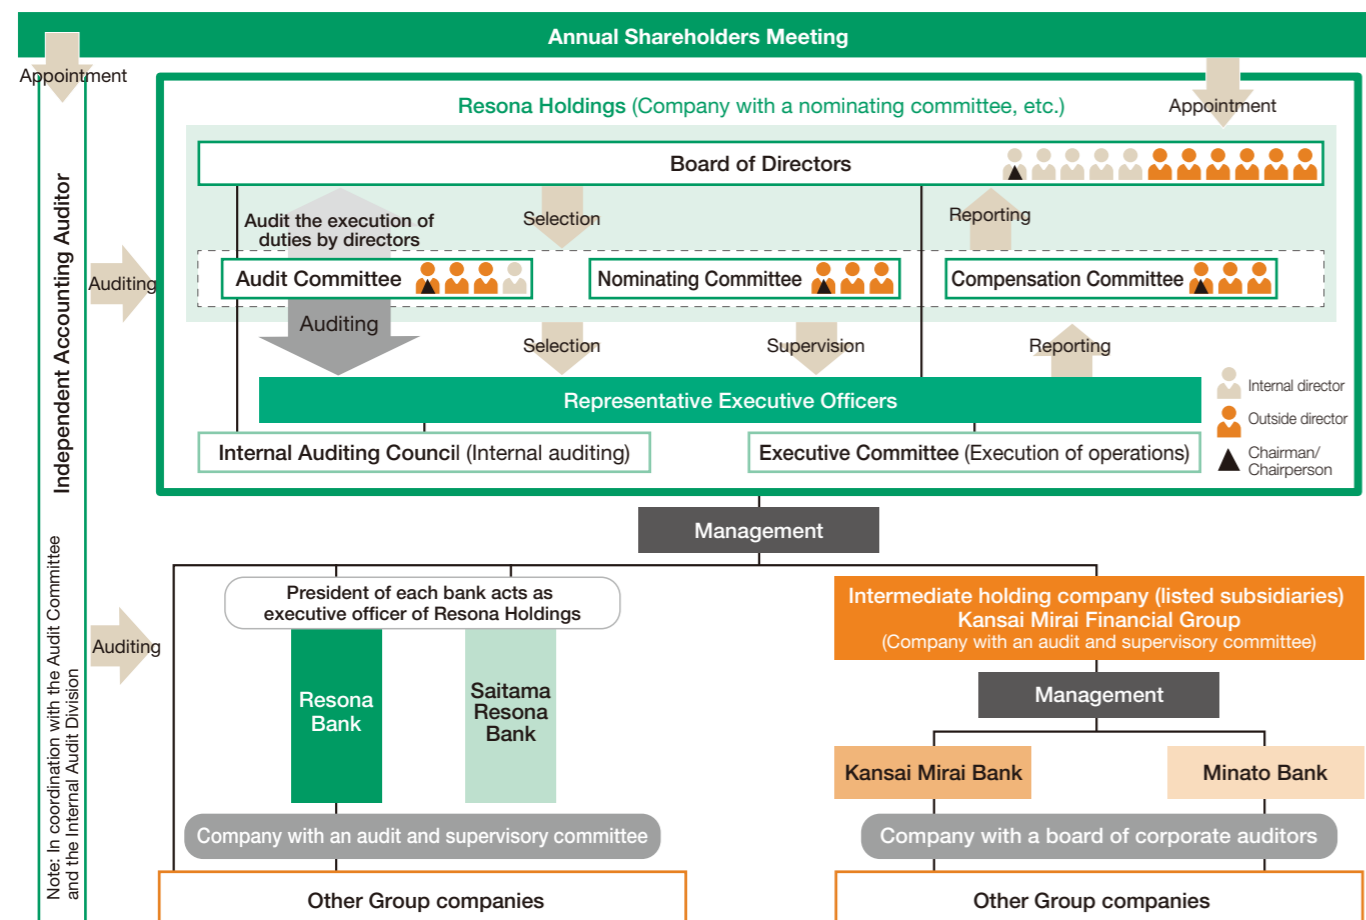 Annual Shareholders Meeting
Appointment
Resona Holdings (Company with a nominating committee, etc.)
Appointment
Board of Directors
Independent Accounting Auditor
Audit the execution of
duties by directors
Selection
Reporting
Auditing
Audit Committee
Nominating Committee
Compensation Committee
Auditing
Selection
Supervision
Reporting
Internal director
Outside director
Chairman/
Chairperson
Representative Executive Officers
Internal Auditing Council (Internal auditing)
Executive Committee (Execution of operations)
Management
Note: In coordination with the Audit Committee
and the Internal Audit Division
Auditing
President of each bank acts as
executive officer of Resona Holdings
Intermediate holding company (listed subsidiaries)
Kansai Mirai Financial Group
(Company with an audit and supervisory committee)
Resona
Bank
Saitama
Resona
Bank
Management
Kansai Mirai Bank
Minato Bank
Company with an audit and supervisory committee
Company with a board of corporate auditors
Other Group companies
Other Group companies